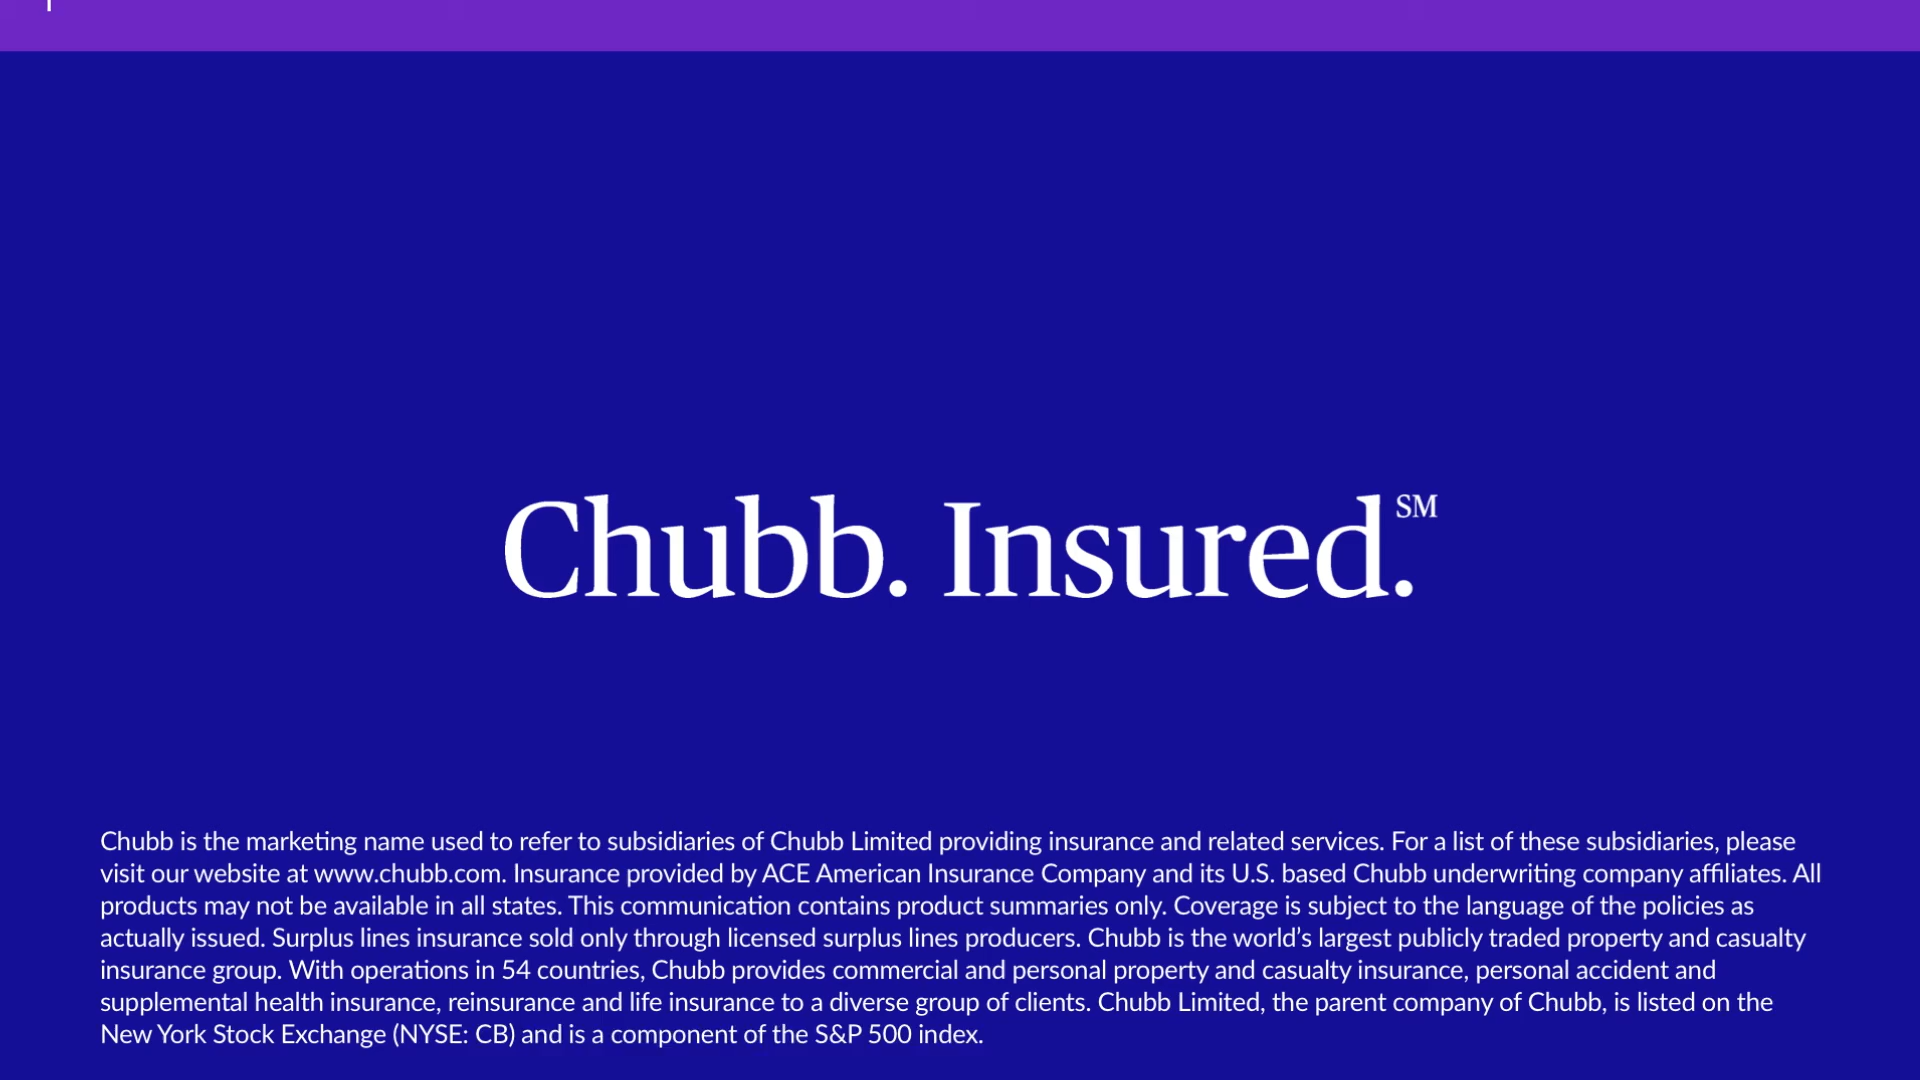 Chubb. Insured.℠
Chubb is the marketing name used to refer to subsidiaries of Chubb Limited providing insurance and related services. For a list of these subsidiaries, please
visit our website at www.chubb.com. Insurance provided by ACE American Insurance Company and its U.S. based Chubb underwriting company affiliates. All
products may not be available in all states. This communication contains product summaries only. Coverage is subject to the language of the policies as
actually issued. Surplus lines insurance sold only through licensed surplus lines producers. Chubb is the world’s largest publicly traded property and casualty
insurance group. With operations in 54 countries, Chubb provides commercial and personal property and casualty insurance, personal accident and
supplemental health insurance, reinsurance and life insurance to a diverse group of clients. Chubb Limited, the parent company of Chubb, is listed on the
New York Stock Exchange (NYSE: CB) and is a component of the S&P 500 index.